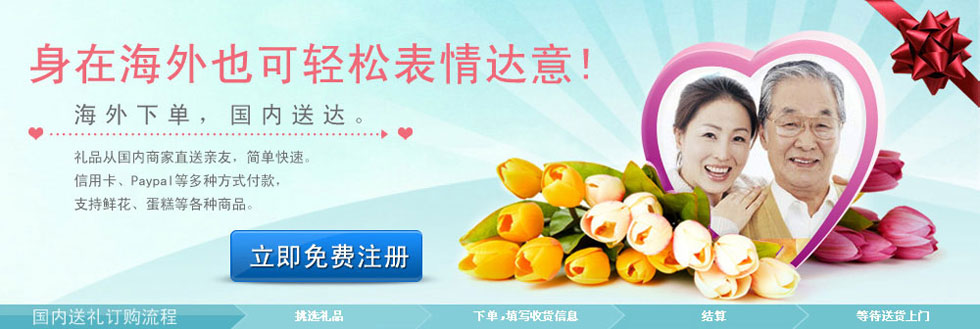 身在海外也可轻松表情达意!
海外下单，国内送达。
礼品从国内商家直送亲友，简单快速。
信用卡、Paypal等多种方式付款，
支持鲜花、蛋糕等各种商品。
立即免费注册
国内送礼订购流程
挑选礼品
下单,填写收货信息
结算
等待送货上门